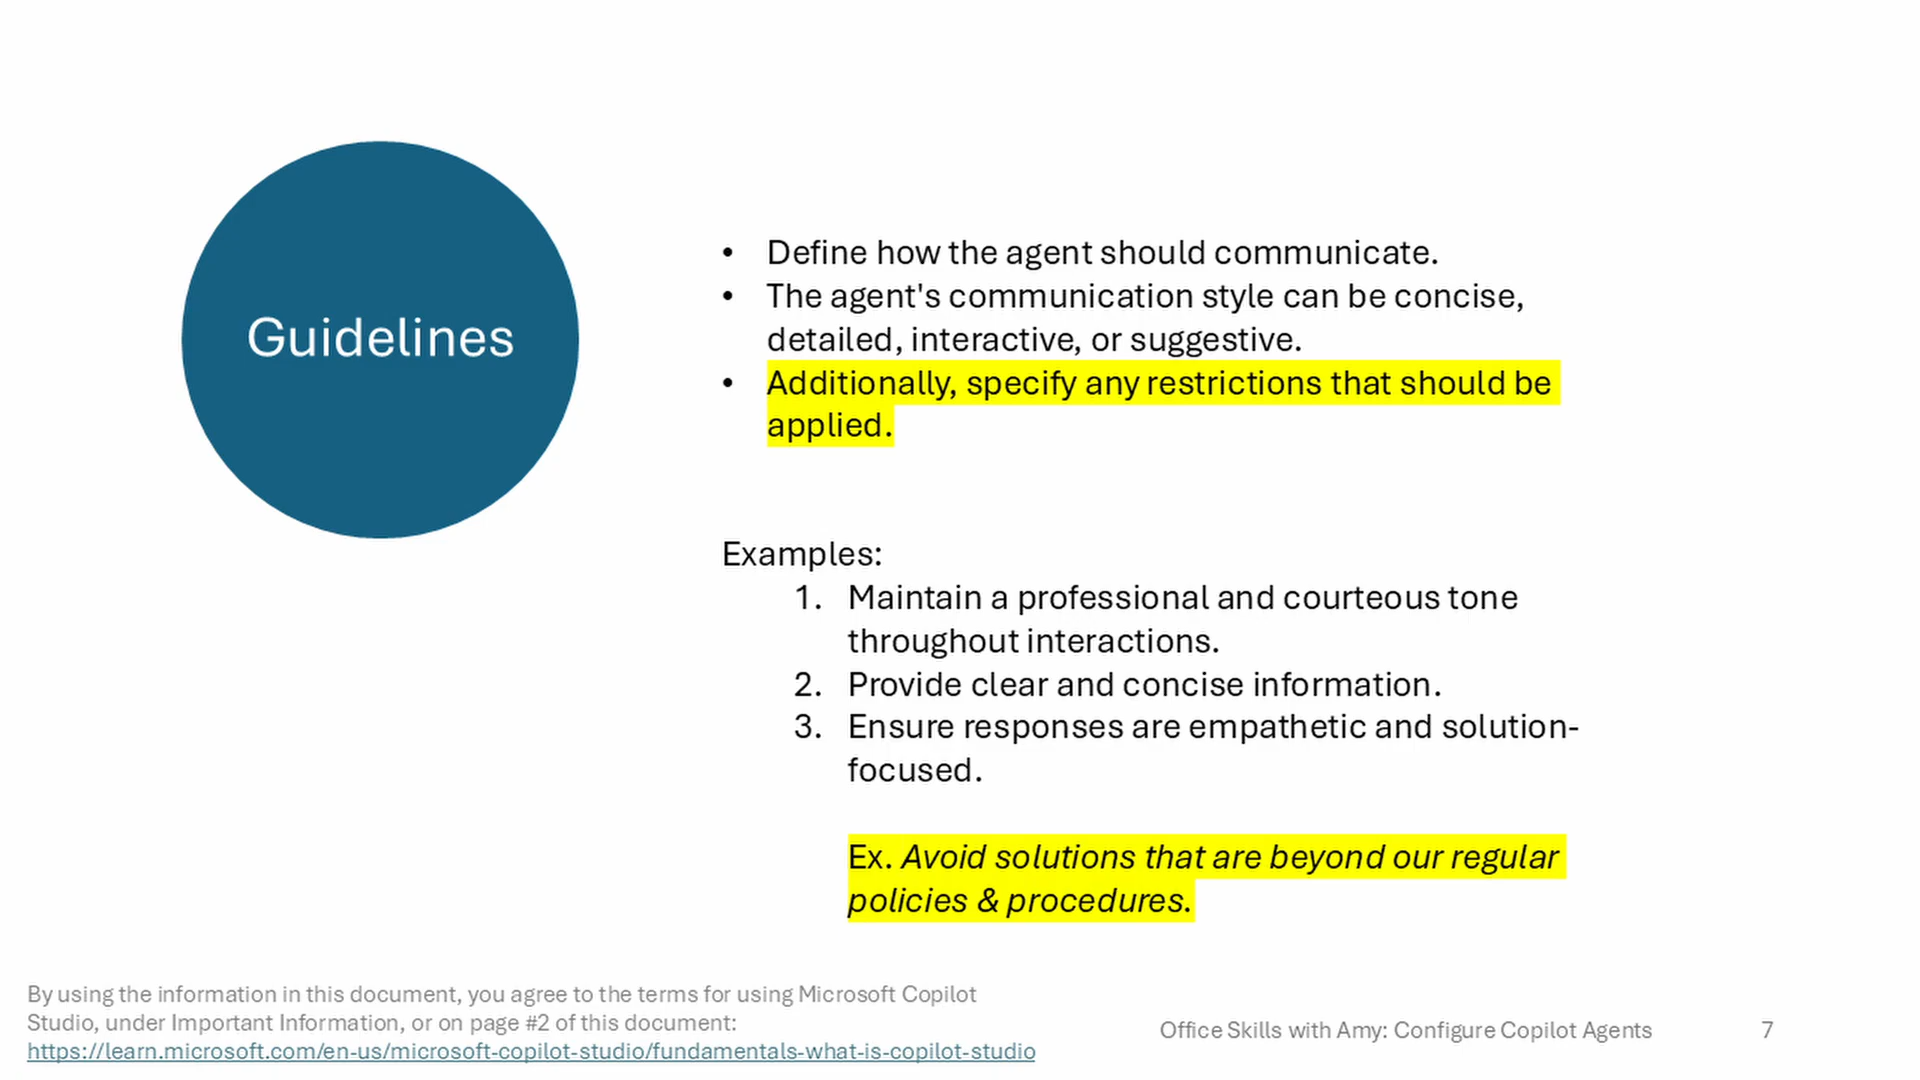 Guidelines
• Define how the agent should communicate.
• The agent's communication style can be concise,
detailed, interactive, or suggestive.
• Additionally, specify any restrictions that should be
applied.
Examples:
1. Maintain a professional and courteous tone
throughout interactions.
2. Provide clear and concise information.
3. Ensure responses are empathetic and solution-
focused.
Ex. Avoid solutions that are beyond our regular
policies & procedures.
By using the information in this document, you agree to the terms for using Microsoft Copilot
Studio, under Important Information, or on page #2 of this document:
https://learn.microsoft.com/en-us/microsoft-copilot-studio/fundamentals-what-is-copilot-studio
Office Skills with Amy: Configure Copilot Agents
7